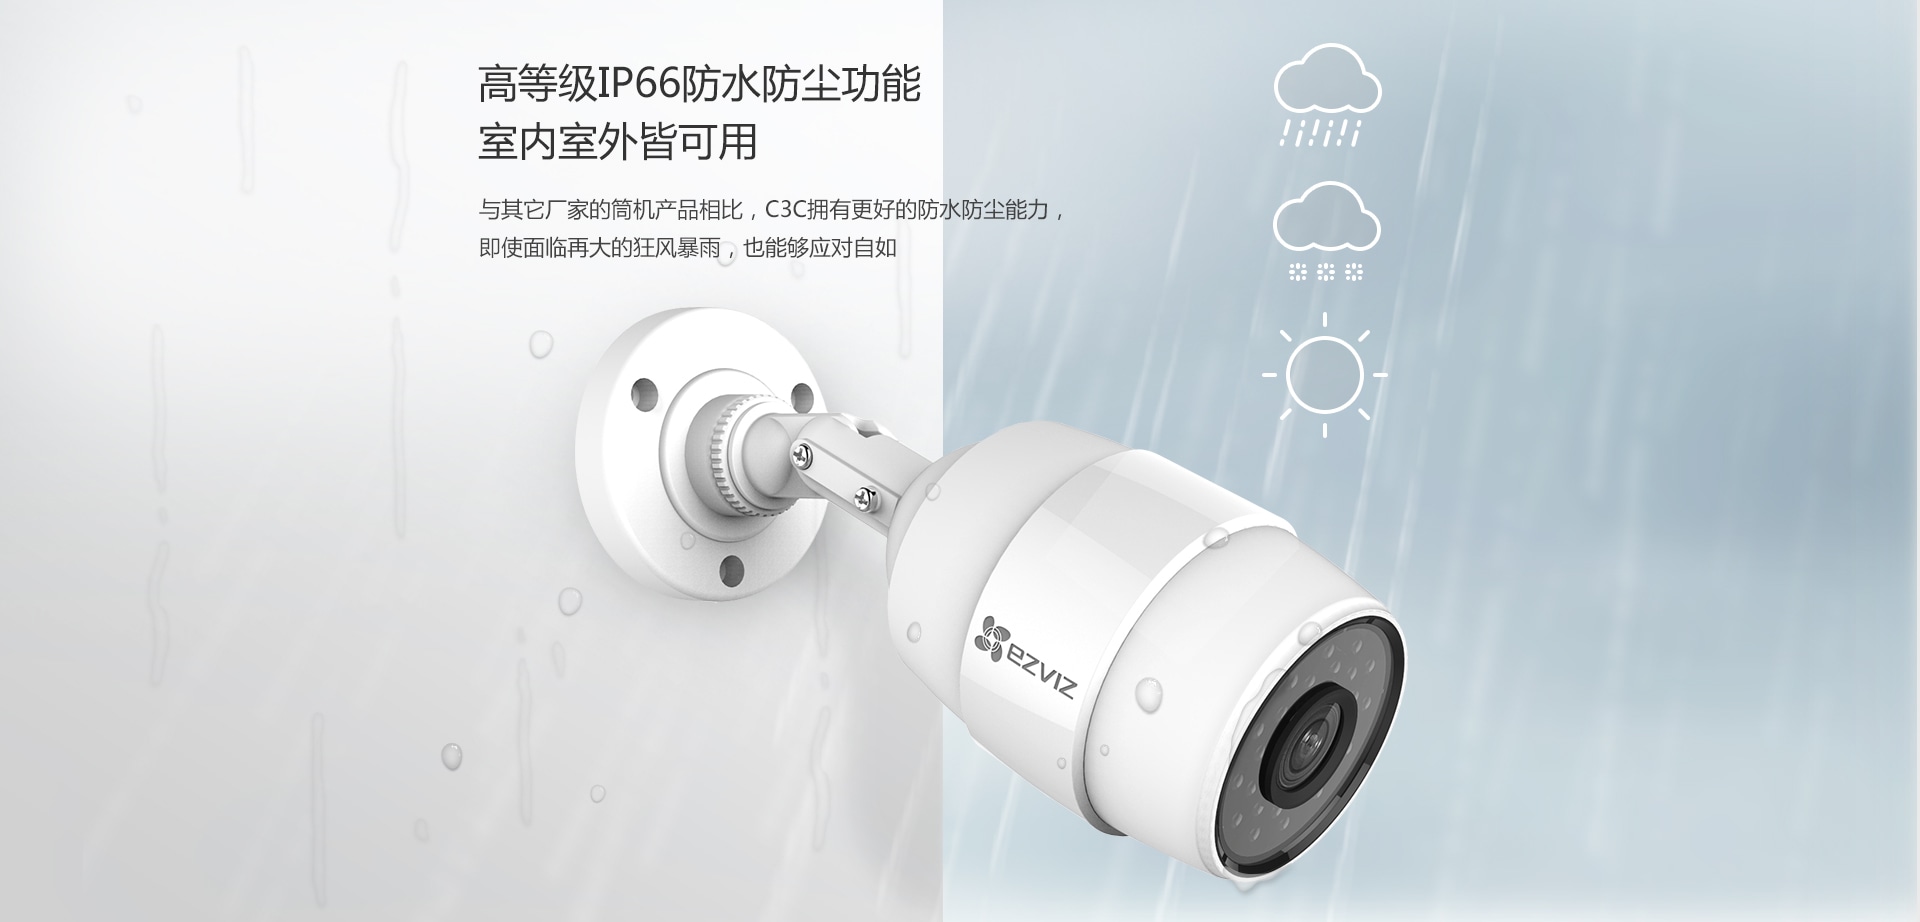 高等级IP66防水防尘功能
室内室外皆可用
与其它厂家的筒机产品相比，C3C拥有更好的防水防尘能力，
即使面临再大的狂风暴雨，也能够应对自如
ezviz